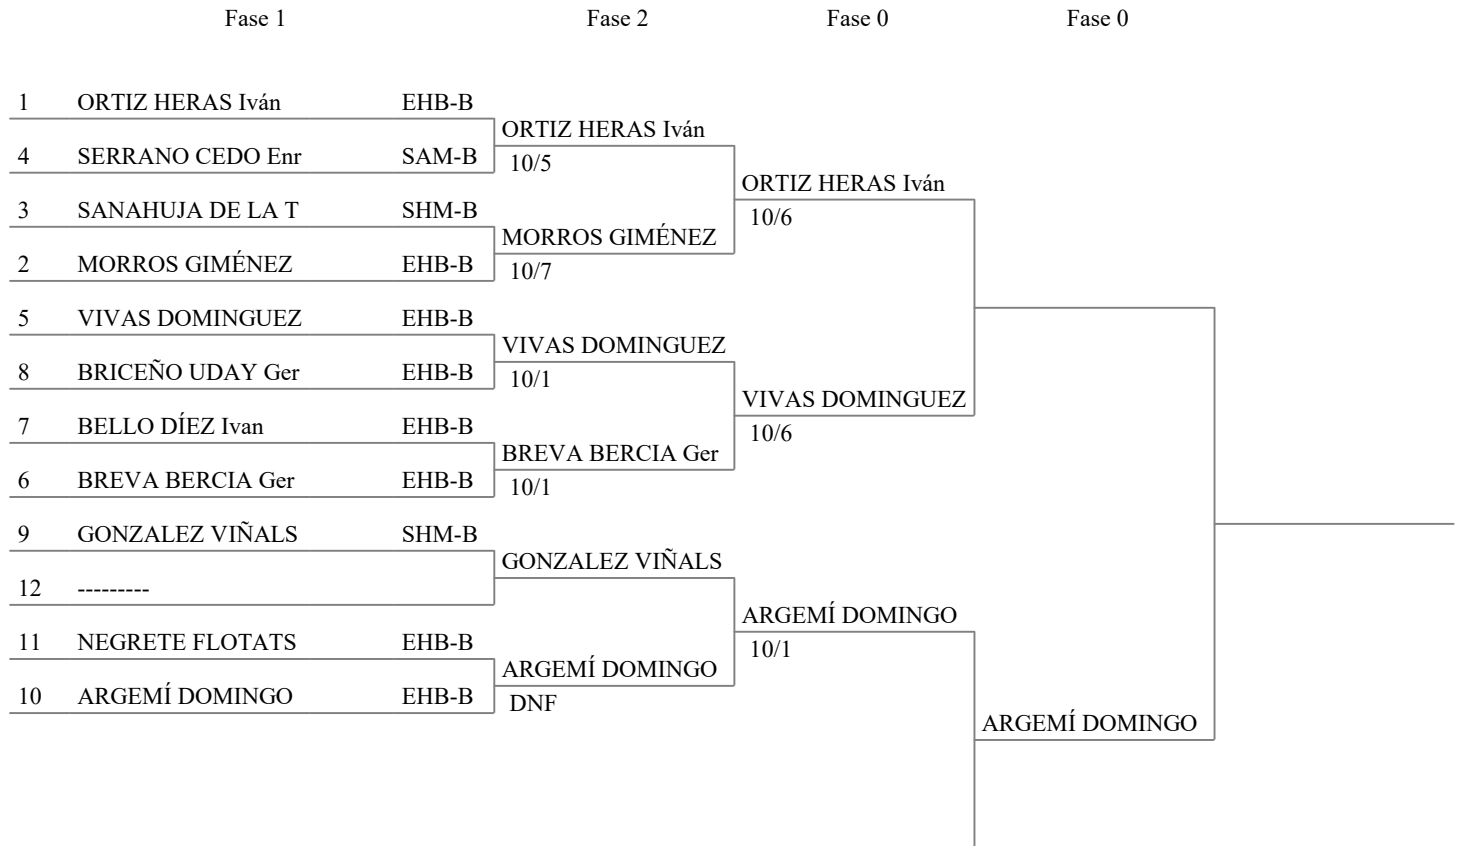 Fase 1 Fase 2 Fase 0 Fase 0
1 ORTIZ HERAS Iván EHB-B
ORTIZ HERAS Iván
4 SERRANO CEDO Enr SAM-B
10/5
ORTIZ HERAS Iván
3 SANAHUJA DE LA T SHM-B
10/6
MORROS GIMÉNEZ
2 MORROS GIMÉNEZ EHB-B
10/7
5 VIVAS DOMINGUEZ EHB-B
VIVAS DOMINGUEZ
8 BRICEÑO UDAY Ger EHB-B
10/1
VIVAS DOMINGUEZ
7 BELLO DÍEZ Ivan EHB-B
10/6
BREVA BERCIA Ger
6 BREVA BERCIA Ger EHB-B
10/1
9 GONZALEZ VIÑALS SHM-B
GONZALEZ VIÑALS
12 ---------
ARGEMÍ DOMINGO
11 NEGRETE FLOTATS EHB-B
10/1
ARGEMÍ DOMINGO
10 ARGEMÍ DOMINGO EHB-B
DNF
ARGEMÍ DOMINGO